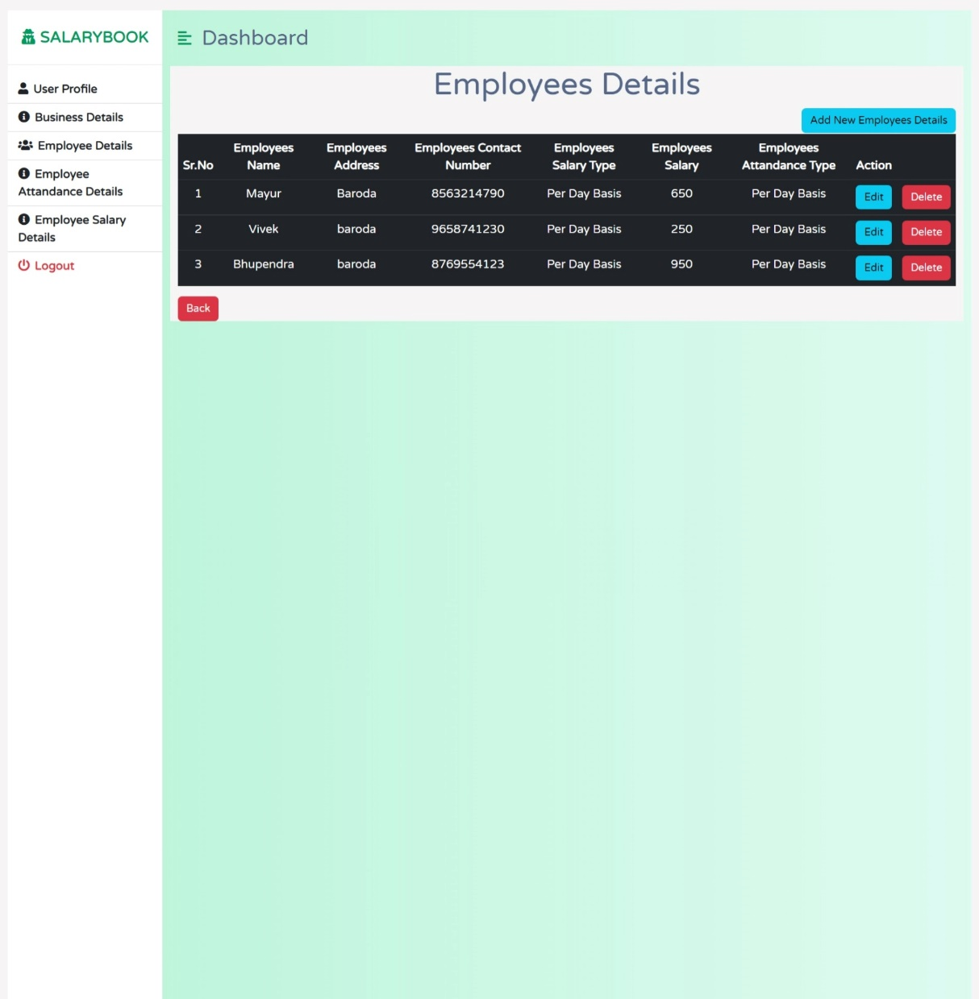 SALARYBOOK
Dashboard
User Profile
Business Details
Employee Details
Employee
Attandance Details
Employee Salary
Details
Logout
Employees Details
Add New Employees Details
Sr.No Employees Name Employees Address Employees Contact Number Employees Salary Type Employees Salary Employees Attandance Type Action
1 Mayur Baroda 8563214790 Per Day Basis 650 Per Day Basis Edit Delete
2 Vivek baroda 9658741230 Per Day Basis 250 Per Day Basis Edit Delete
3 Bhupendra baroda 8769554123 Per Day Basis 950 Per Day Basis Edit Delete
Back